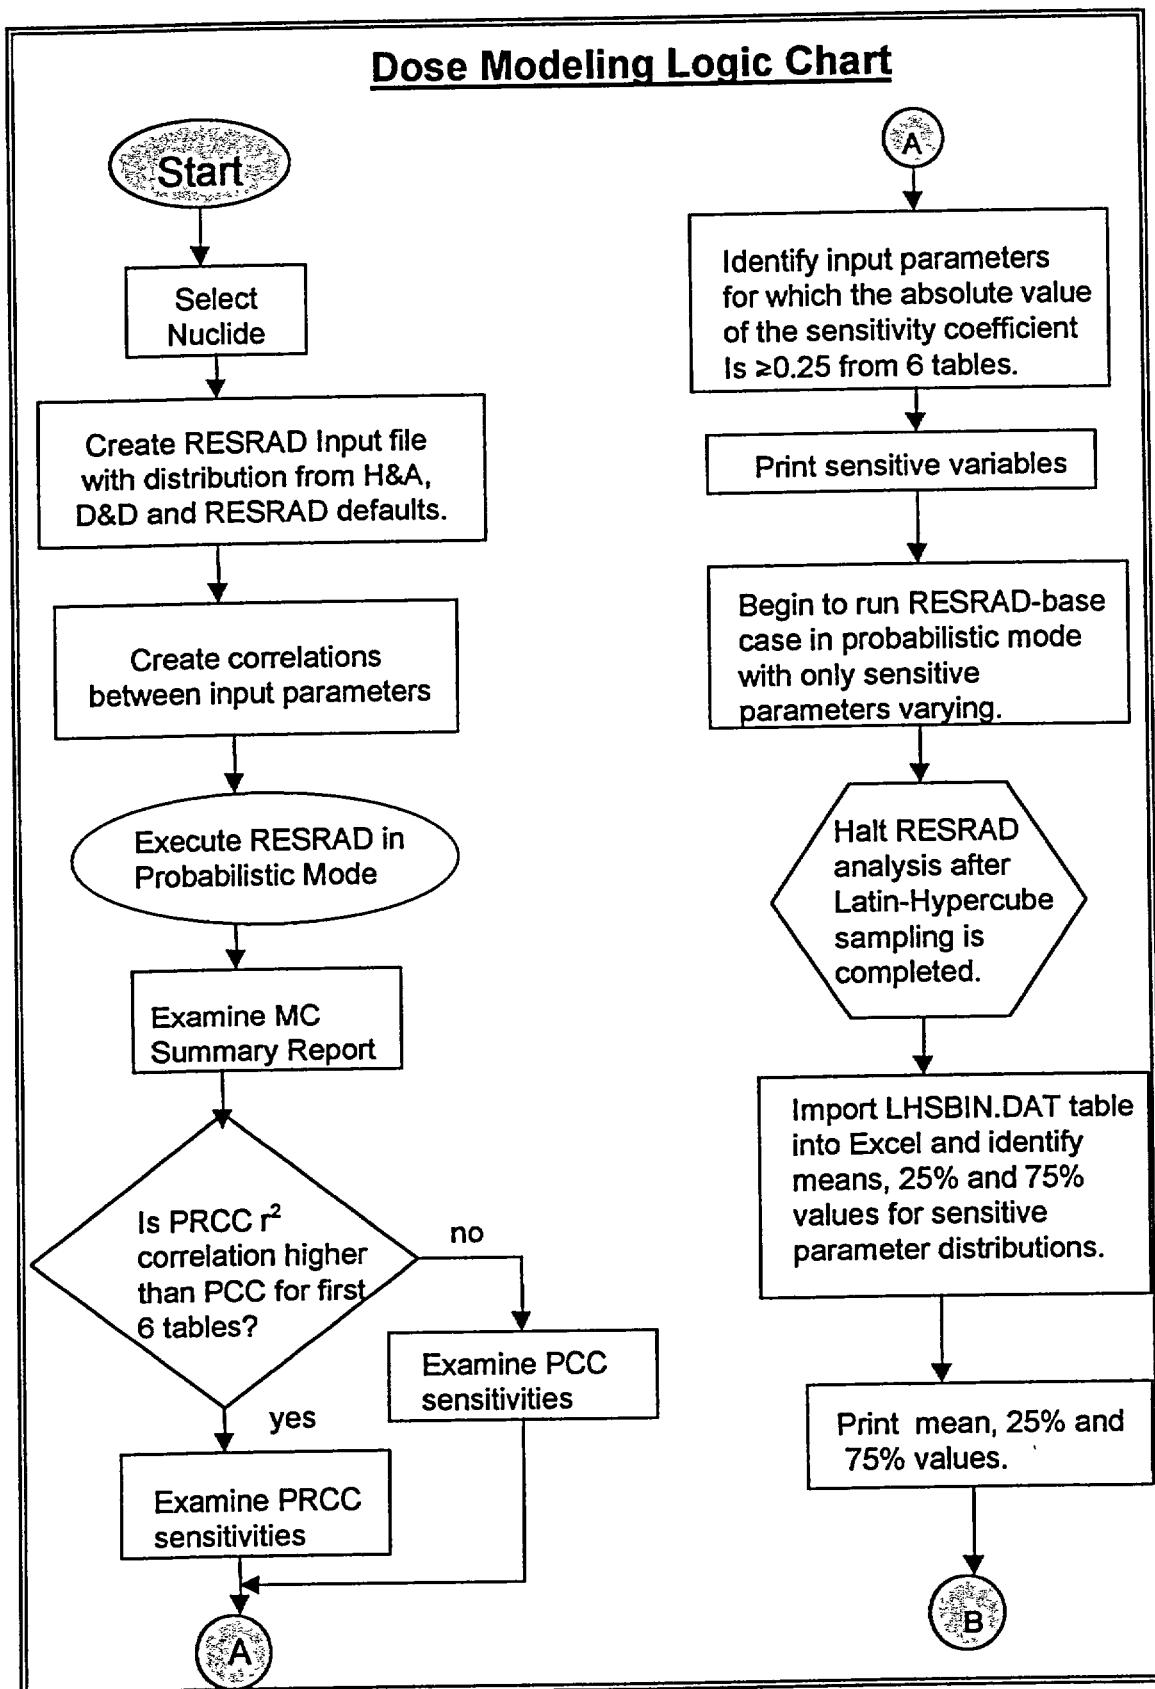 Dose Modeling Logic Chart
Start
Select
Nuclide
Create RESRAD Input file
with distribution from H&A,
D&D and RESRAD defaults.
Create correlations
between input parameters
Execute RESRAD in
Probabilistic Mode
Examine MC
Summary Report
Is PRCC r²
correlation higher
than PCC for first
6 tables?
no
Examine PCC
sensitivities
yes
Examine PRCC
sensitivities
A
A
Identify input parameters
for which the absolute value
of the sensitivity coefficient
Is ≥0.25 from 6 tables.
Print sensitive variables
Begin to run RESRAD-base
case in probabilistic mode
with only sensitive
parameters varying.
Halt RESRAD
analysis after
Latin-Hypercube
sampling is
completed.
Import LHSBIN.DAT table
into Excel and identify
means, 25% and 75%
values for sensitive
parameter distributions.
Print mean, 25% and
75% values.
B